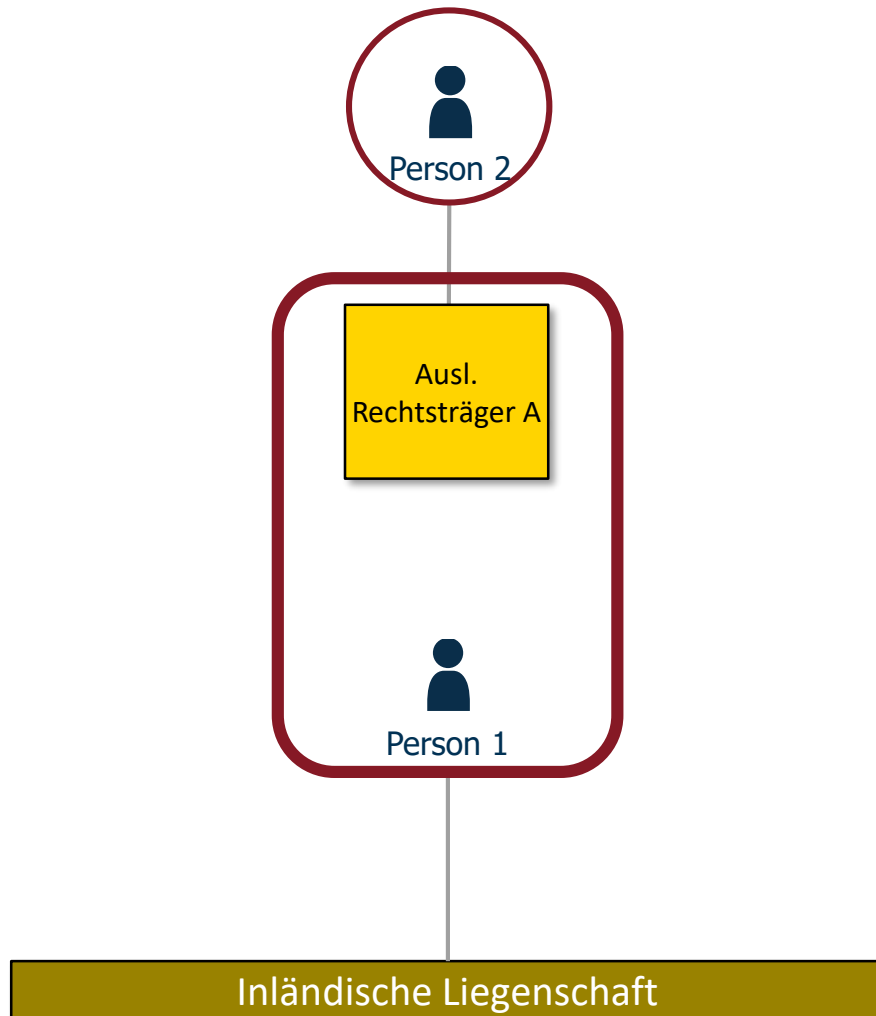 Person 2
Ausl.
Rechtsträger A
Person 1
Inländische Liegenschaft